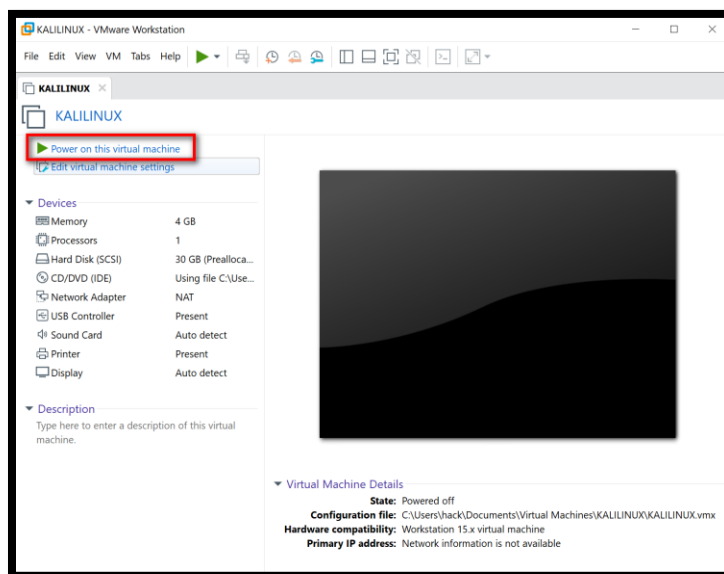 KALILINUX - VMware Workstation
File Edit View VM Tabs Help
KALILINUX
KALILINUX
Power on this virtual machine
Edit virtual machine settings
Devices
Memory 4 GB
Processors 1
Hard Disk (SCSI) 30 GB (Prealloca...
CD/DVD (IDE) Using file C:\Use...
Network Adapter NAT
USB Controller Present
Sound Card Auto detect
Printer Present
Display Auto detect
Description
Type here to enter a description of this virtual
machine.
Virtual Machine Details
State: Powered off
Configuration file: C:\Users\hack\Documents\Virtual Machines\KALILINUX\KALILINUX.vmx
Hardware compatibility: Workstation 15.x virtual machine
Primary IP address: Network information is not available